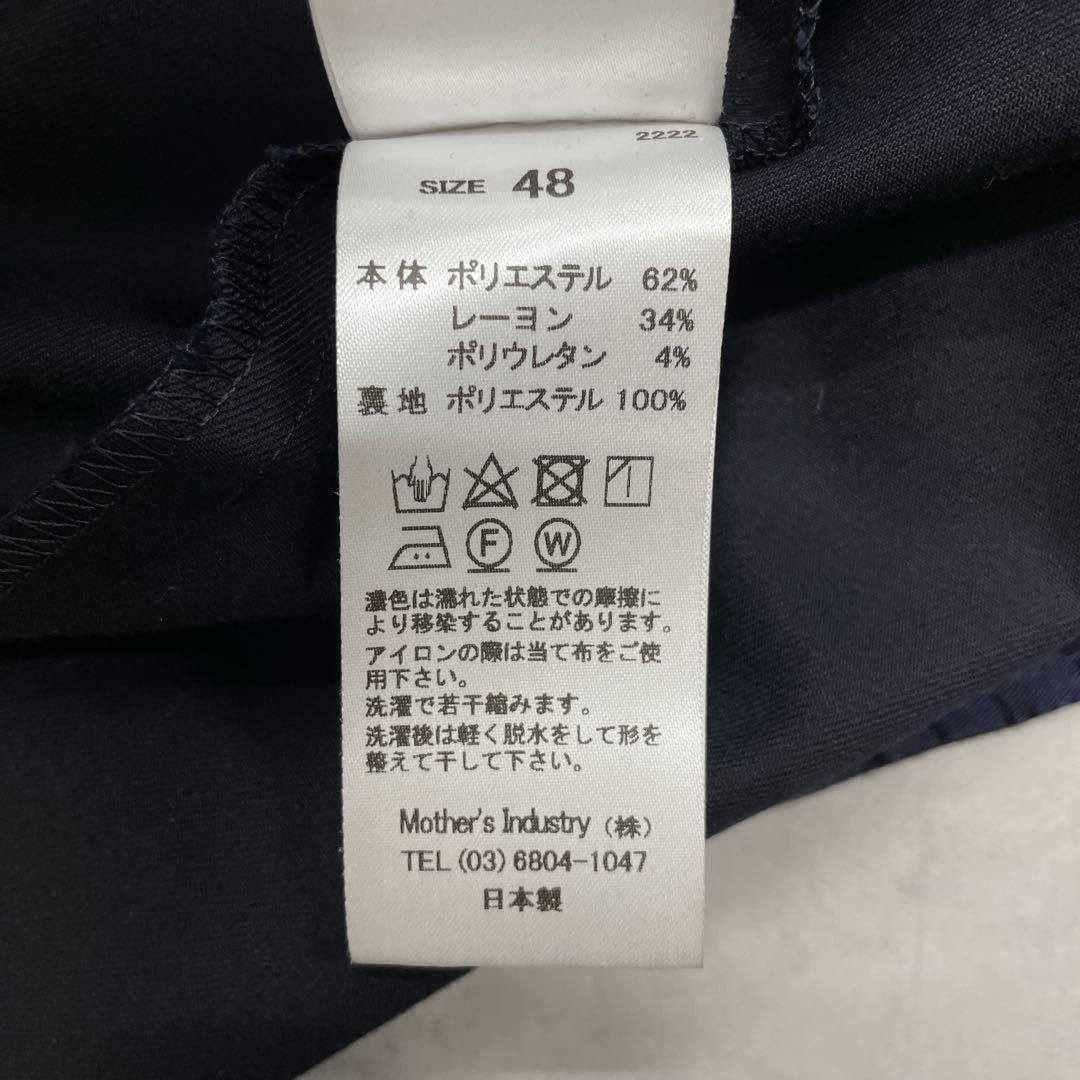 2222
SIZE 48
本体 ポリエステル 62%
レーヨン 34%
ポリウレタン 4%
裏地 ポリエステル 100%
F W
濃色は濡れた状態での摩擦に
より移染することがあります。
アイロンの際は当て布をご使
用下さい。
洗濯で若干縮みます。
洗濯後は軽く脱水をして形を
整えて干して下さい。
Mother's Industry (株)
TEL (03) 6804-1047
日本製